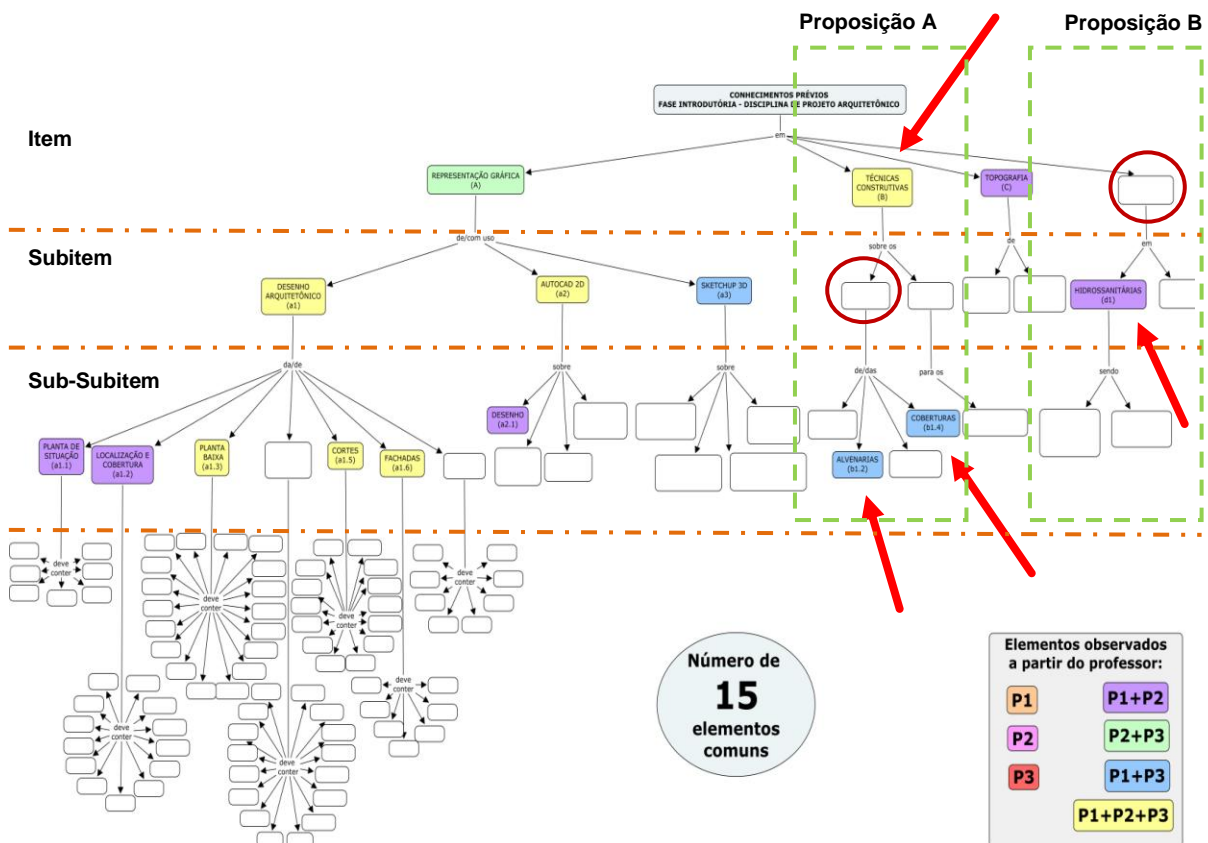 Proposição A
Proposição B
CONHECIMENTOS PRÉVIOS
FASE INTRODUTÓRIA - DISCIPLINA DE PROJETO ARQUITETÔNICO
Item
em
REPRESENTAÇÃO GRÁFICA
(A)
TÉCNICAS
CONSTRUTIVAS
(B)
TOPOGRAFIA
(C)
de/com uso
sobre os
de
em
Subitem
DESENHO
ARQUITETÔNICO
(a1)
AUTOCAD 2D
(a2)
SKETCHUP 3D
(a3)
HIDROSSANITÁRIAS
(d1)
Sub-Subitem
da/de
sobre
sobre
de/das
para os
sendo
PLANTA DE
SITUAÇÃO
(a1.1)
LOCALIZAÇÃO E
COBERTURA
(a1.2)
PLANTA
BAIXA
(a1.3)
CORTES
(a1.5)
FACHADAS
(a1.6)
DESENHO
(a2.1)
COBERTURAS
(b1.4)
ALVENARIAS
(b1.2)
deve
conter
deve
conter
deve
conter
deve
conter
deve
conter
deve
conter
deve
conter
Número de
15
elementos
comuns
Elementos observados
a partir do professor:
P1
P1+P2
P2
P2+P3
P3
P1+P3
P1+P2+P3